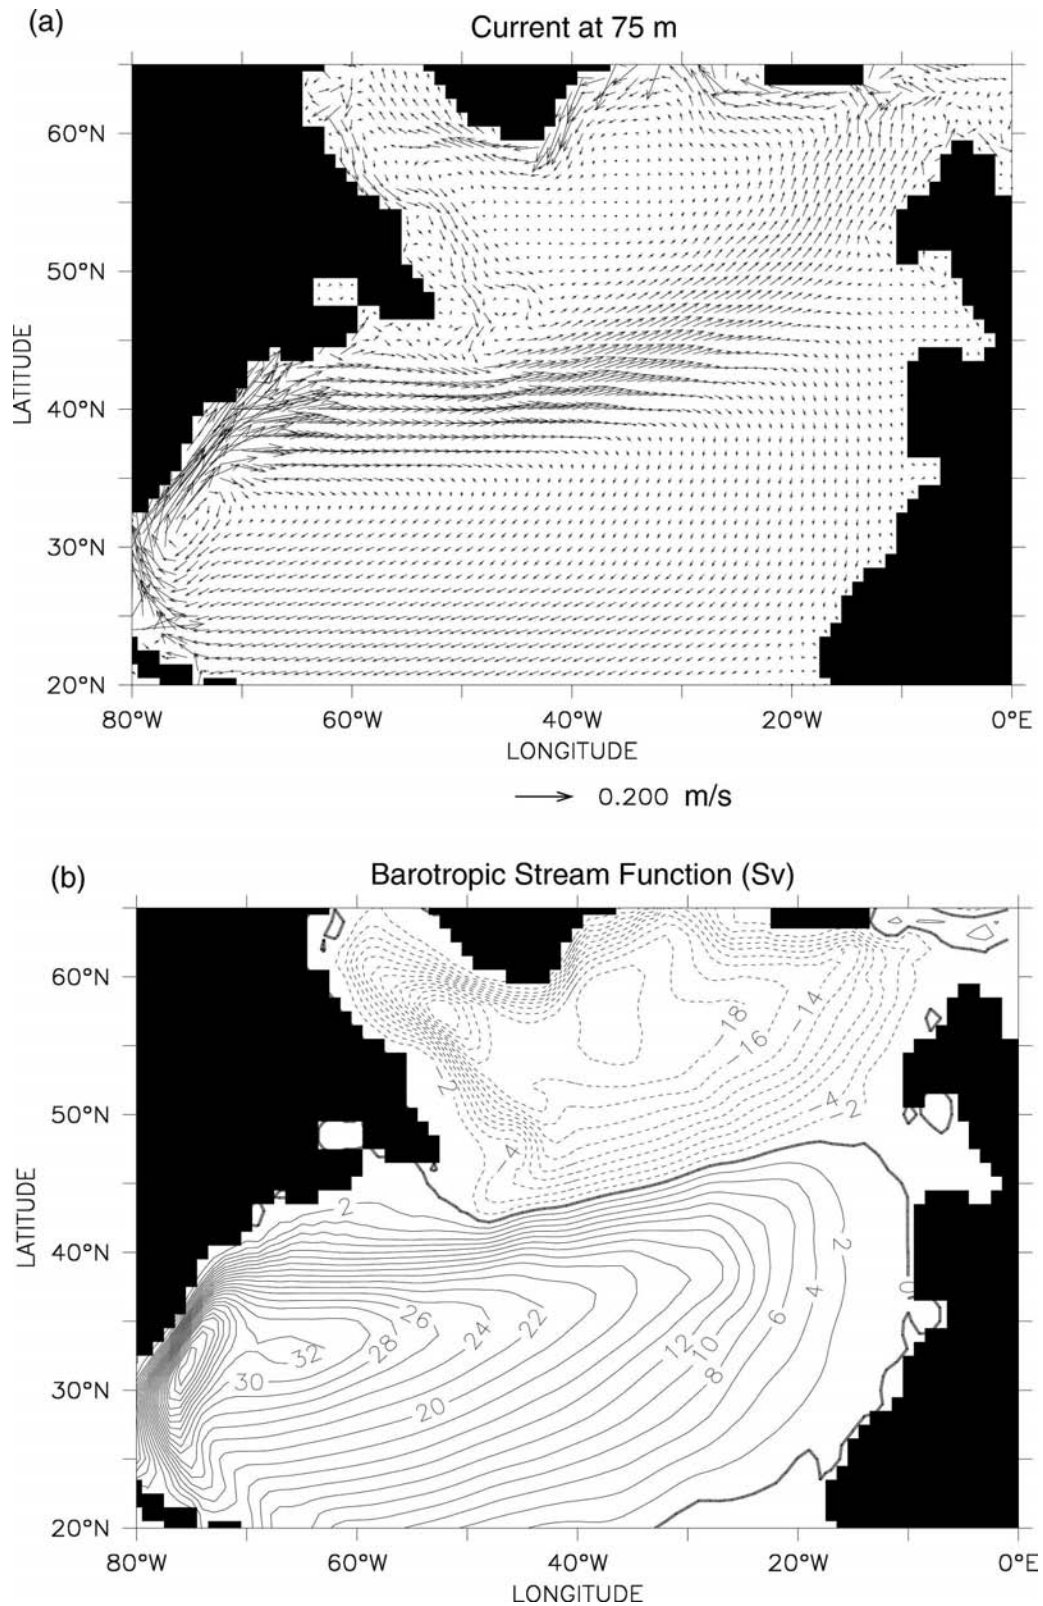 (a)
Current at 75 m
60°N
50°N
40°N
30°N
20°N
LATITUDE
80°W 60°W 40°W 20°W 0°E
LONGITUDE
0.200 m/s
(b)
Barotropic Stream Function (Sv)
60°N
50°N
40°N
30°N
20°N
LATITUDE
-18
-16
-14
-2
-4
-2
-4
2
2
0
4
6
26
24
22
28
32
12
10
8
30
20
80°W 60°W 40°W 20°W 0°E
LONGITUDE